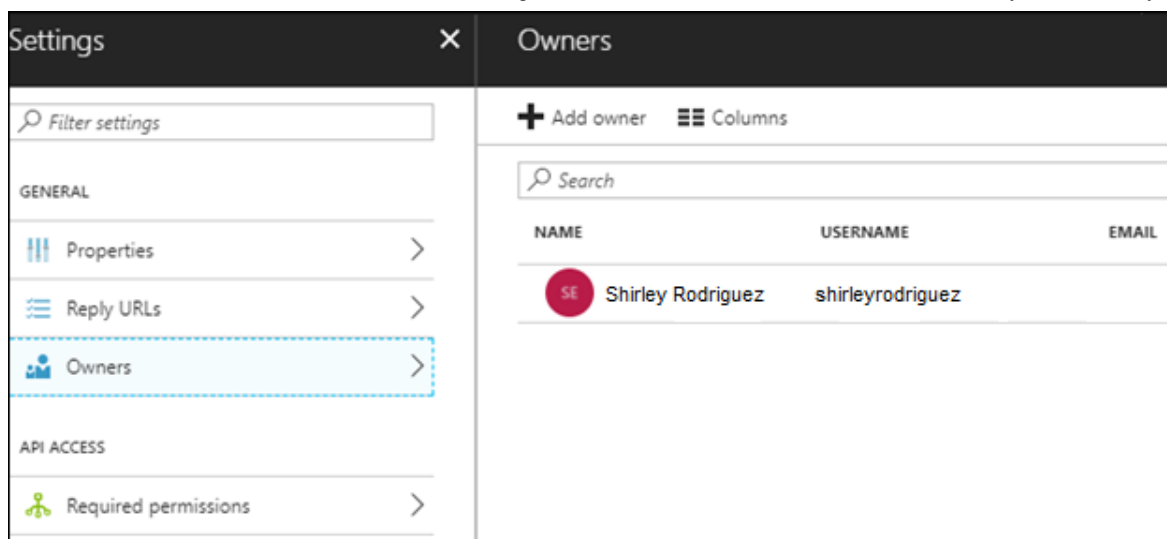 Settings
Filter settings
GENERAL
Properties
Reply URLs
Owners
API ACCESS
Required permissions
Owners
Add owner Columns
Search
NAME USERNAME EMAIL
SE Shirley Rodriguez shirleyrodriguez